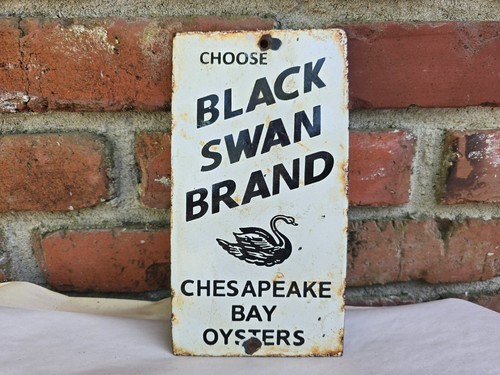 CHOOSE
BLACK
SWAN
BRAND
CHESAPEAKE
BAY
OYSTERS